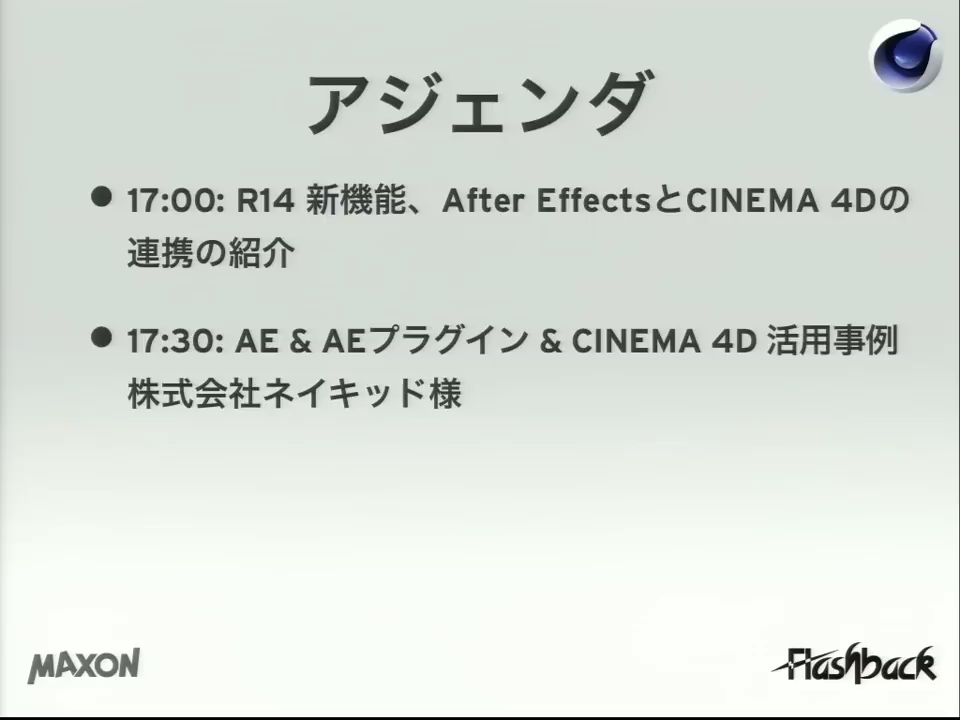 アジェンダ
● 17:00: R14 新機能、After EffectsとCINEMA 4Dの
連携の紹介
● 17:30: AE & AEプラグイン & CINEMA 4D 活用事例
株式会社ネイキッド様
MAXON
Flashback